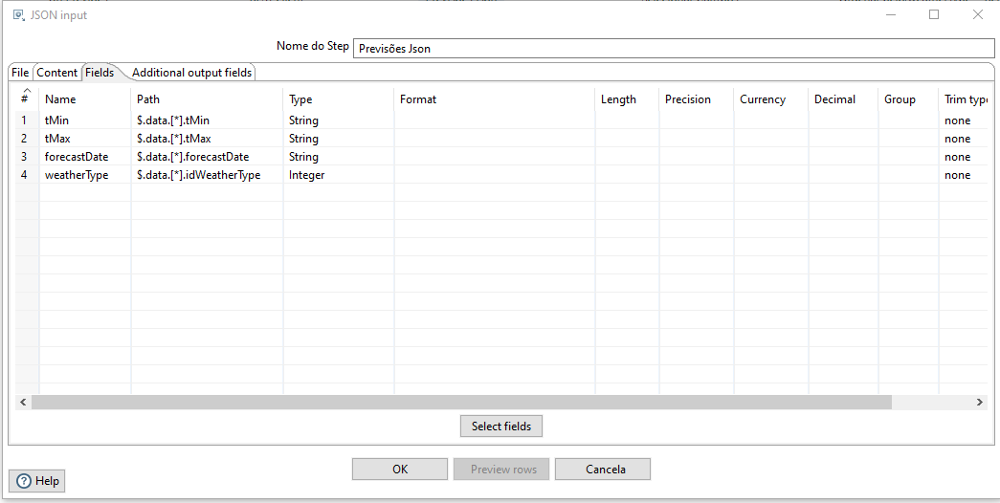 JSON input
Nome do Step Previsões Json
File Content Fields Additional output fields
# Name Path Type Format Length Precision Currency Decimal Group Trim type
1 tMin $.data.[*].tMin String none
2 tMax $.data.[*].tMax String none
3 forecastDate $.data.[*].forecastDate String none
4 weatherType $.data.[*].idWeatherType Integer none
Select fields
OK Preview rows Cancela
Help